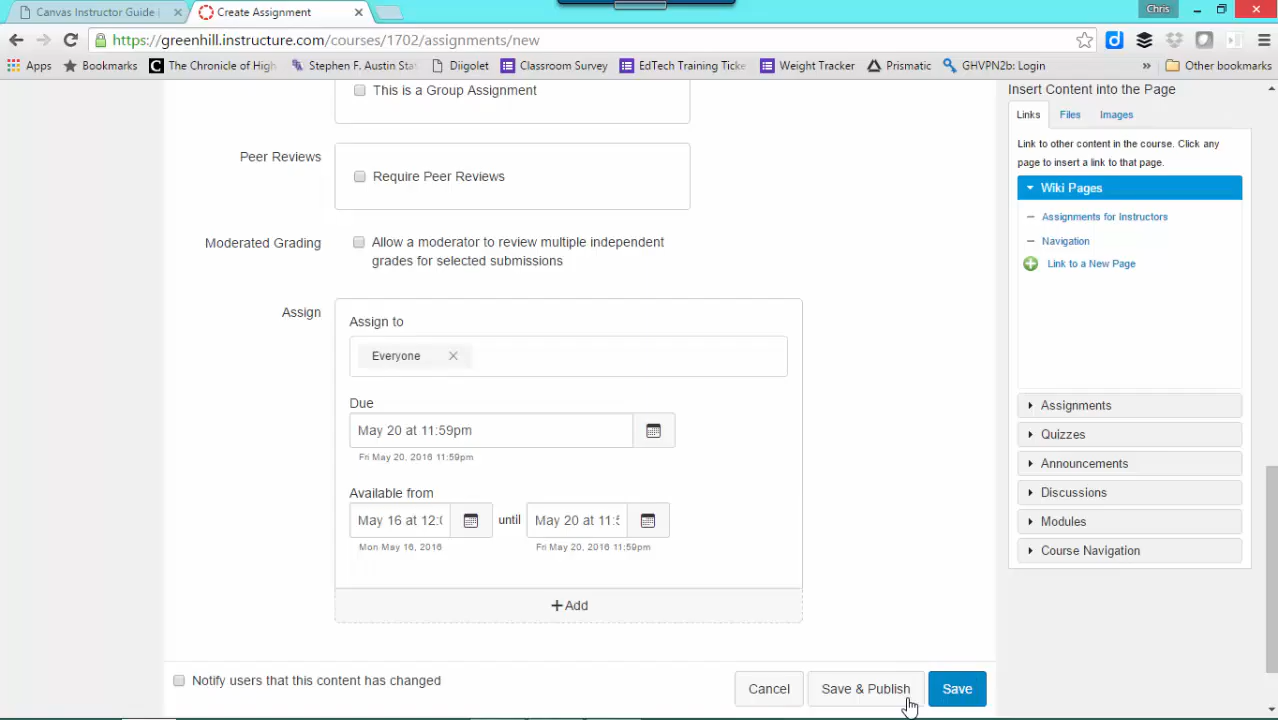 Canvas Instructor Guide
Create Assignment
Chris
https://greenhill.instructure.com/courses/1702/assignments/new
Apps
Bookmarks
The Chronicle of High
Stephen F. Austin St
Diigolet
Classroom Survey
EdTech Training Ticke
Weight Tracker
Prismatic
GHVPN2b: Login
»
Other bookmarks
This is a Group Assignment
Peer Reviews
Require Peer Reviews
Moderated Grading
Allow a moderator to review multiple independent
grades for selected submissions
Assign
Assign to
Everyone
Due
May 20 at 11:59pm
Fri May 20, 2016 11:59pm
Available from
May 16 at 12:0
until
May 20 at 11:5
Mon May 16, 2016
Fri May 20, 2016 11:59pm
+ Add
Notify users that this content has changed
Cancel
Save & Publish
Save
Insert Content into the Page
Links
Files
Images
Link to other content in the course. Click any
page to insert a link to that page.
Wiki Pages
Assignments for Instructors
Navigation
Link to a New Page
Assignments
Quizzes
Announcements
Discussions
Modules
Course Navigation